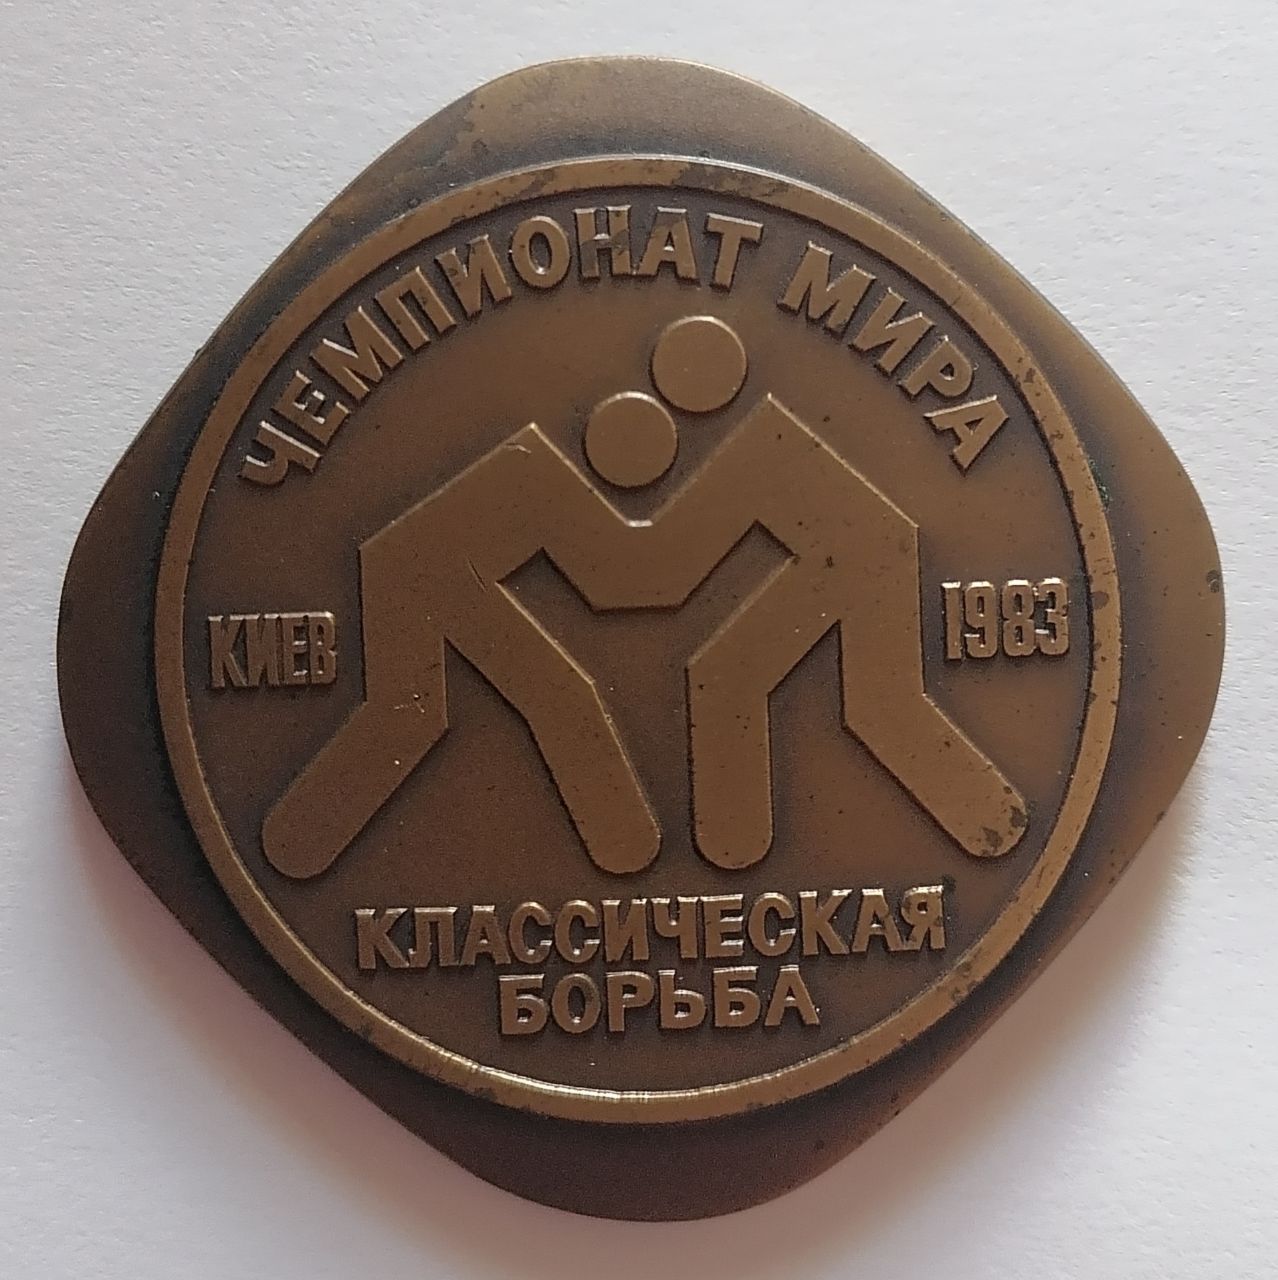 ЧЕМПИОНАТ МИРА
КИЕВ
1983
КЛАССИЧЕСКАЯ
БОРЬБА